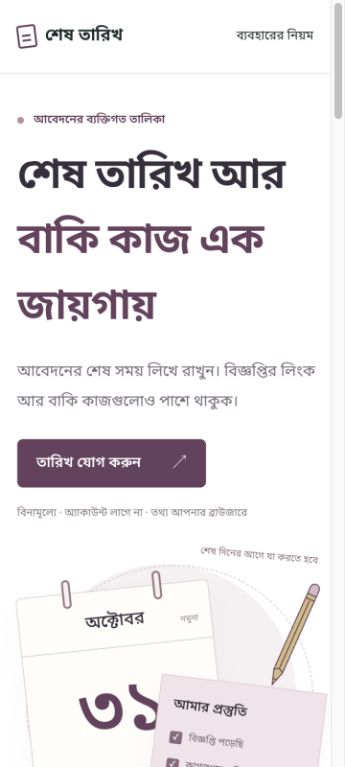 শেষ তারিখ
ব্যবহারের নিয়ম
আবেদনের ব্যক্তিগত তালিকা
শেষ তারিখ আর
বাকি কাজ এক
জায়গায়
আবেদনের শেষ সময় লিখে রাখুন। বিজ্ঞপ্তির লিংক
আর বাকি কাজগুলোও পাশে থাকুক।
তারিখ যোগ করুন ↗
বিনামূল্যে · অ্যাকাউন্ট লাগে না · তথ্য আপনার ব্রাউজারে
শেষ দিনের আগে যা করতে হবে
অক্টোবর
নমুনা
৩১
আমার প্রস্তুতি
বিজ্ঞপ্তি পড়েছি